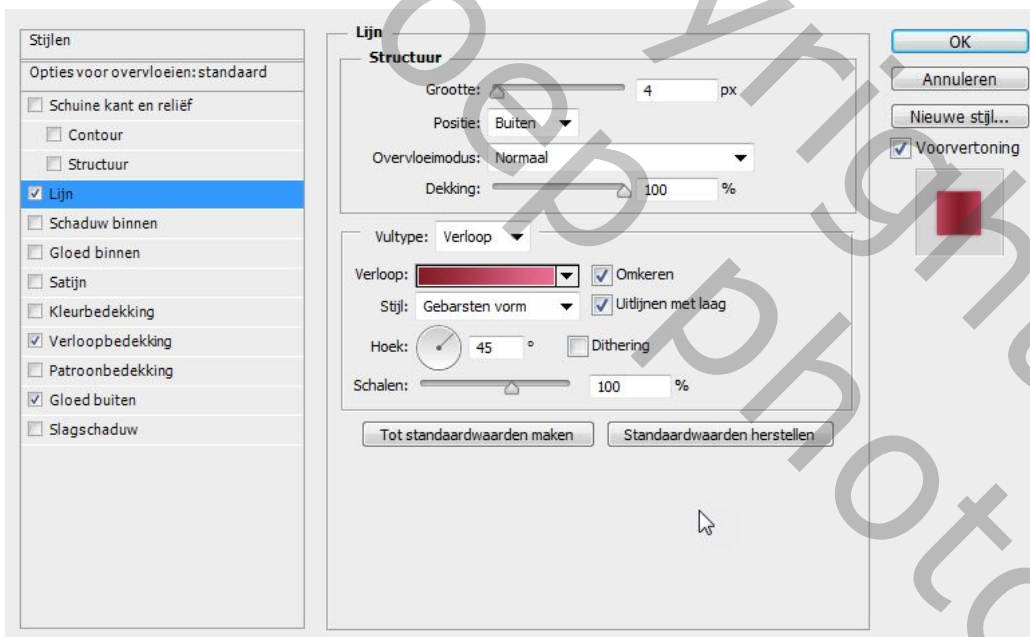 Stijlen
Opties voor overvloeien: standaard
Schuine kant en reliëf
Contour
Structuur
Lijn
Schaduw binnen
Gloed binnen
Satijn
Kleurbedekking
Verloopbedekking
Patroonbedekking
Gloed buiten
Slagschaduw
Lijn
Structuur
Grootte: 4 px
Positie: Buiten
Overvloeimodus: Normaal
Dekking: 100 %
Vultype: Verloop
Verloop: Omkeren
Stijl: Gebarsten vorm Uitlijnen met laag
Hoek: 45 ° Dithering
Schalen: 100 %
Tot standaardwaarden maken Standaardwaarden herstellen
OK
Annuleren
Nieuwe stijl...
Voorvertoning